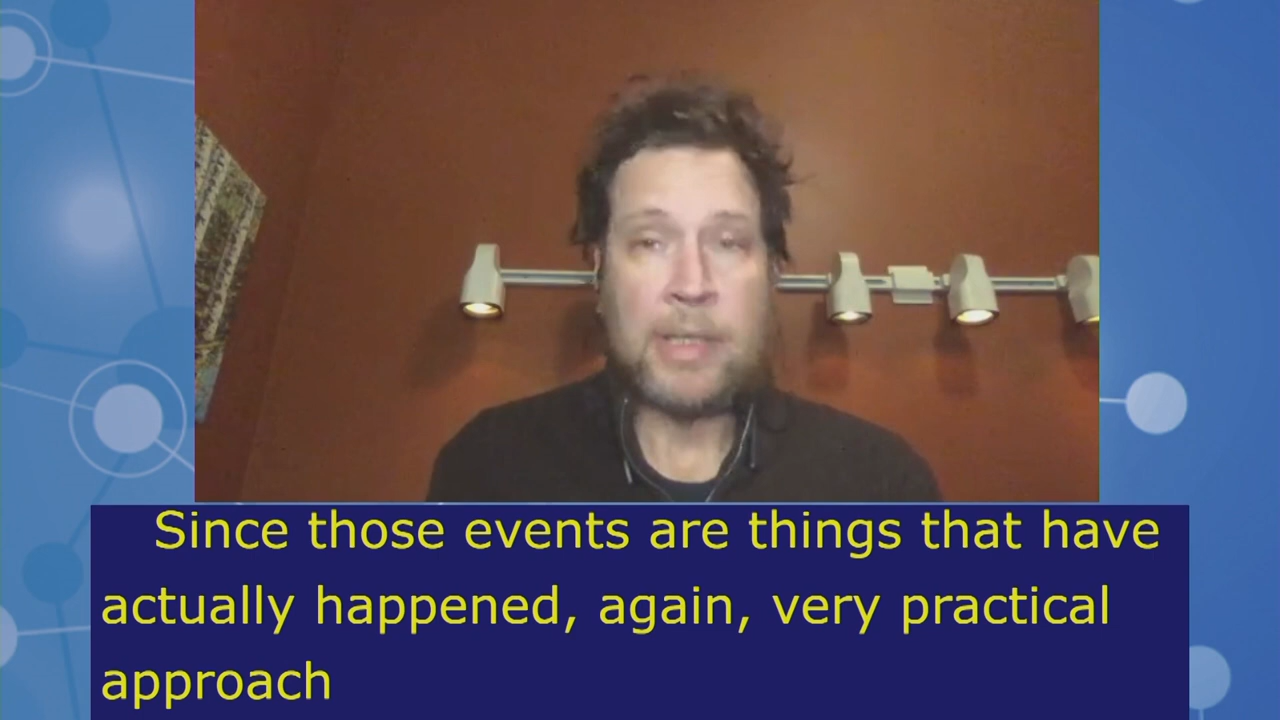 Since those events are things that have
actually happened, again, very practical
approach